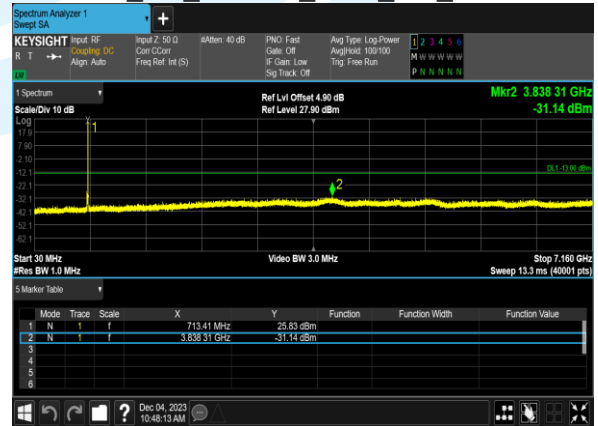 Spectrum Analyzer 1
Swept SA
+
KEYSIGHT Input: RF Input Z: 50 Ω #Atten: 40 dB PNO: Fast Avg Type: Log-Power 1 2 3 4 5 6
R T Coupling: DC Corr CCorr Gate: Off Avg|Hold: 100/100 M W W W W W
Align: Auto Freq Ref: Int (S) IF Gain: Low Trig: Free Run P N N N N N
Sig Track: Off
1 Spectrum Ref Lvl Offset 4.90 dB Mkr2 3.838 31 GHz
Scale/Div 10 dB Ref Level 27.90 dBm -31.14 dBm
Log
17.9
7.90
-2.10
-12.1
-22.1
-32.1
-42.1
-52.1
-62.1
1
2
DL1 -13.00 dBm
Start 30 MHz Video BW 3.0 MHz Stop 7.160 GHz
#Res BW 1.0 MHz Sweep 13.3 ms (40001 pts)
5 Marker Table
Mode Trace Scale X Y Function Function Width Function Value
1 N 1 f 713.41 MHz 25.83 dBm
2 N 1 f 3.838 31 GHz -31.14 dBm
3
4
5
6
? Dec 04, 2023
10:48:13 AM